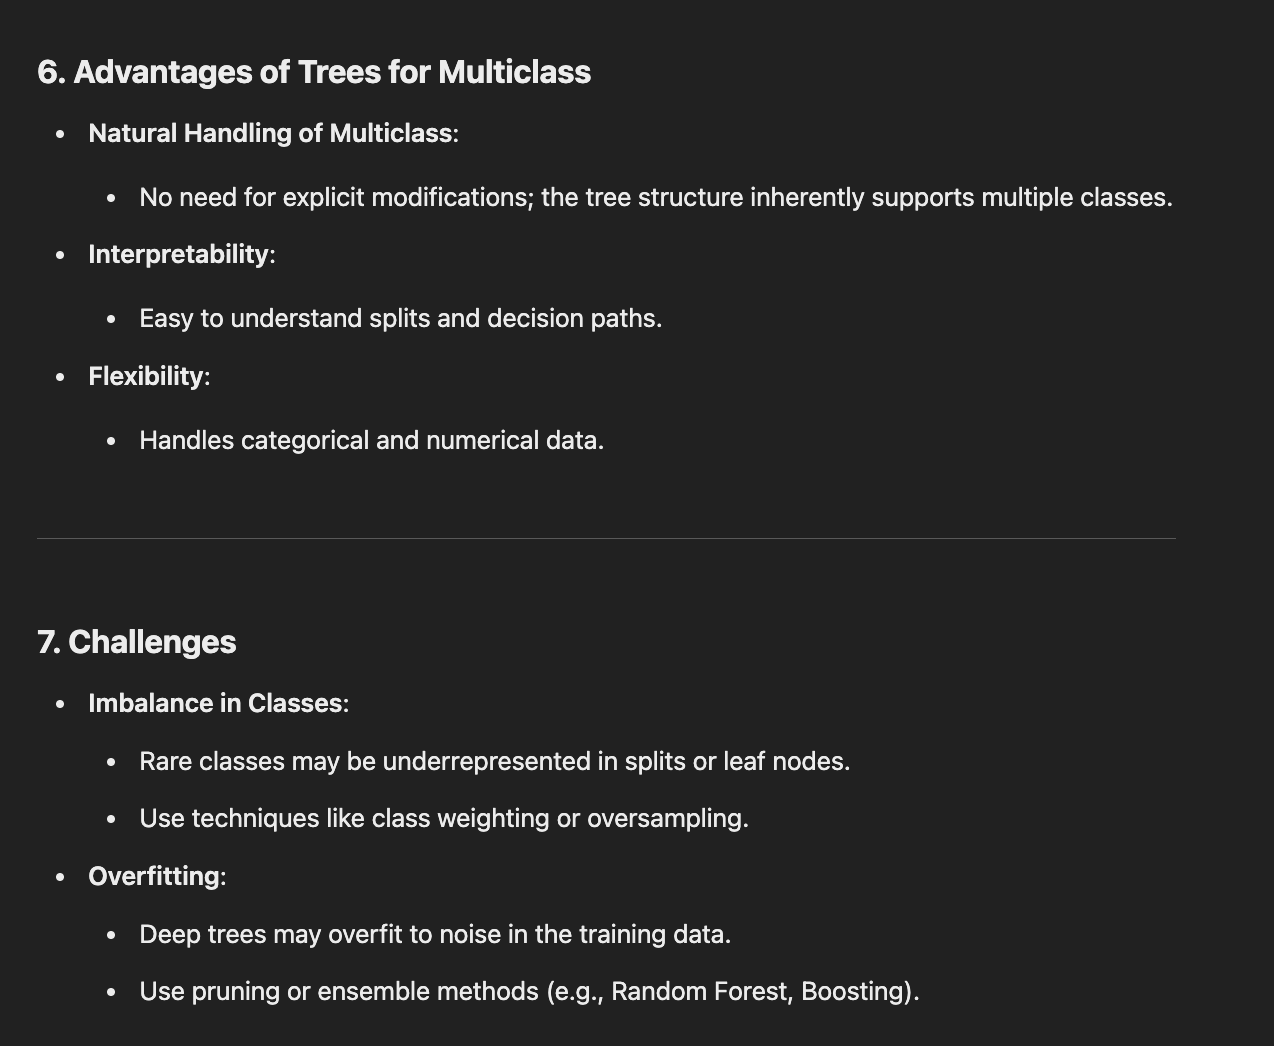 6. Advantages of Trees for Multiclass
• Natural Handling of Multiclass:
• No need for explicit modifications; the tree structure inherently supports multiple classes.
• Interpretability:
• Easy to understand splits and decision paths.
• Flexibility:
• Handles categorical and numerical data.
7. Challenges
• Imbalance in Classes:
• Rare classes may be underrepresented in splits or leaf nodes.
• Use techniques like class weighting or oversampling.
• Overfitting:
• Deep trees may overfit to noise in the training data.
• Use pruning or ensemble methods (e.g., Random Forest, Boosting).